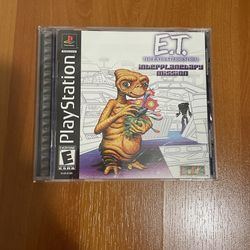 PlayStation
E.T.
THE EXTRA-TERRESTRIAL
INTERPLANETARY
MISSION
E